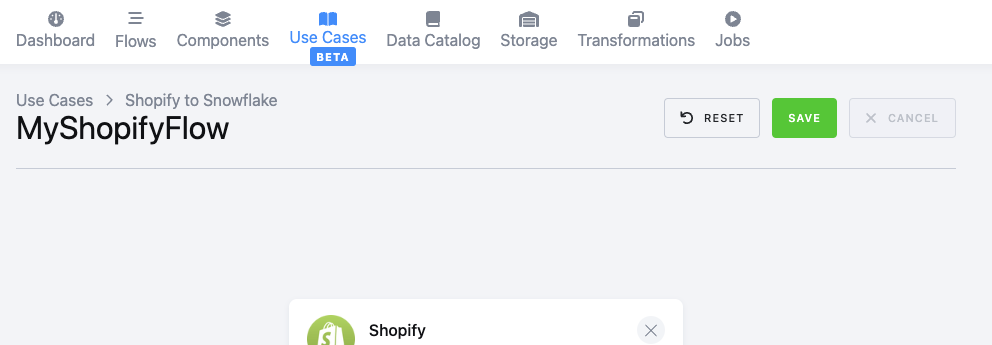 Dashboard Flows Components Use Cases Data Catalog Storage Transformations Jobs
BETA
Use Cases > Shopify to Snowflake
MyShopifyFlow
RESET SAVE CANCEL
Shopify